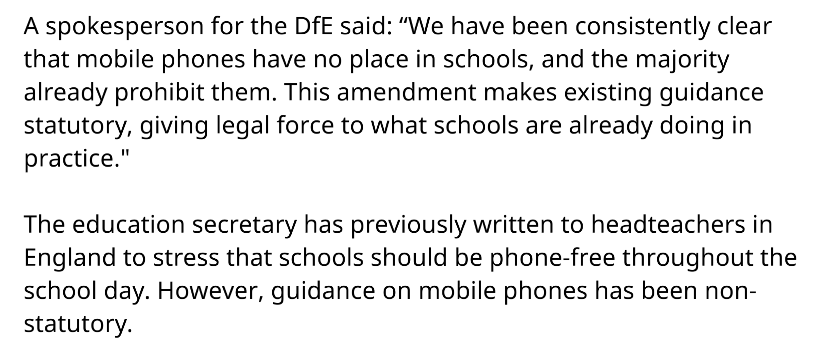 A spokesperson for the DfE said: “We have been consistently clear
that mobile phones have no place in schools, and the majority
already prohibit them. This amendment makes existing guidance
statutory, giving legal force to what schools are already doing in
practice."
The education secretary has previously written to headteachers in
England to stress that schools should be phone-free throughout the
school day. However, guidance on mobile phones has been non-
statutory.